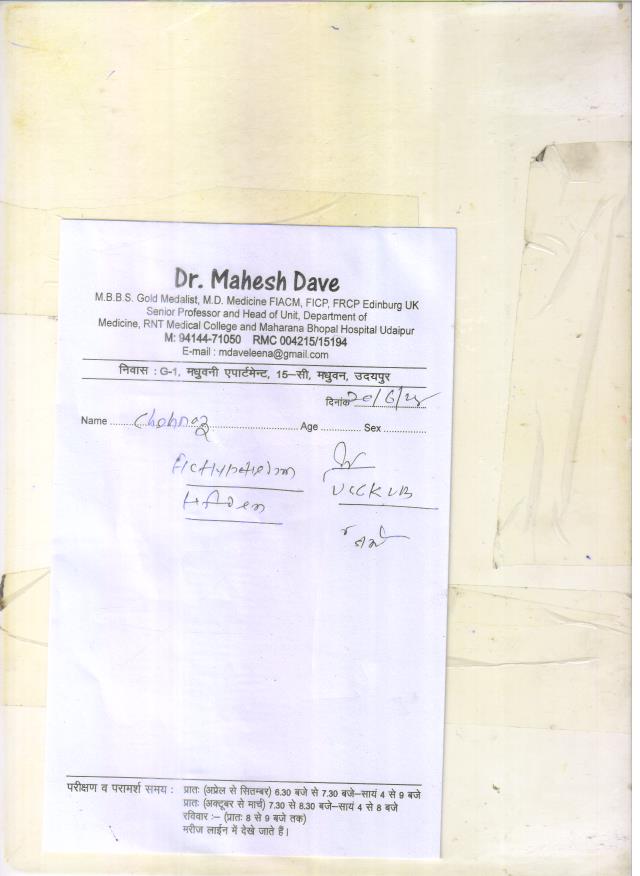 Dr. Mahesh Dave
M.B.B.S. Gold Medalist, M.D. Medicine FIACM, FICP, FRCP Edinburg UK
Senior Professor and Head of Unit, Department of
Medicine, RNT Medical College and Maharana Bhopal Hospital Udaipur
M: 94144-71050 RMC 004215/15194
E-mail : mdaveleena@gmail.com
निवास : G-1, मधुवनी एपार्टमेन्ट, 15–सी, मधुवन, उदयपुर
दिनांक 20/6/
Name Age Sex
परीक्षण व परामर्श समय : प्रातः (अप्रेल से सितम्बर) 6.30 बजे से 7.30 बजे–सायं 4 से 9 बजे
प्रातः (अक्टूबर से मार्च) 7.30 से 8.30 बजे–सायं 4 से 8 बजे
रविवार :– (प्रातः 8 से 9 बजे तक)
मरीज लाईन में देखे जाते हैं।